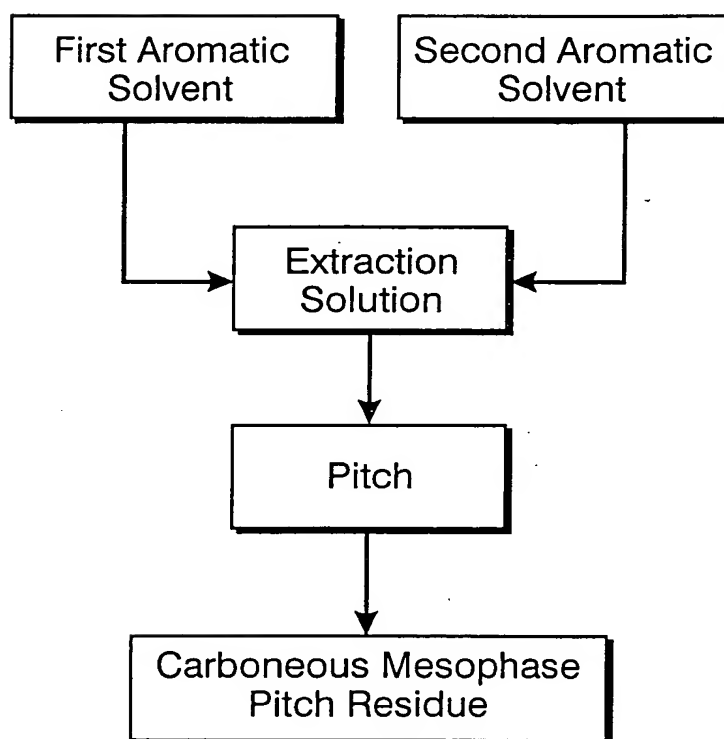 First Aromatic
Solvent
Second Aromatic
Solvent
Extraction
Solution
Pitch
Carboneous Mesophase
Pitch Residue